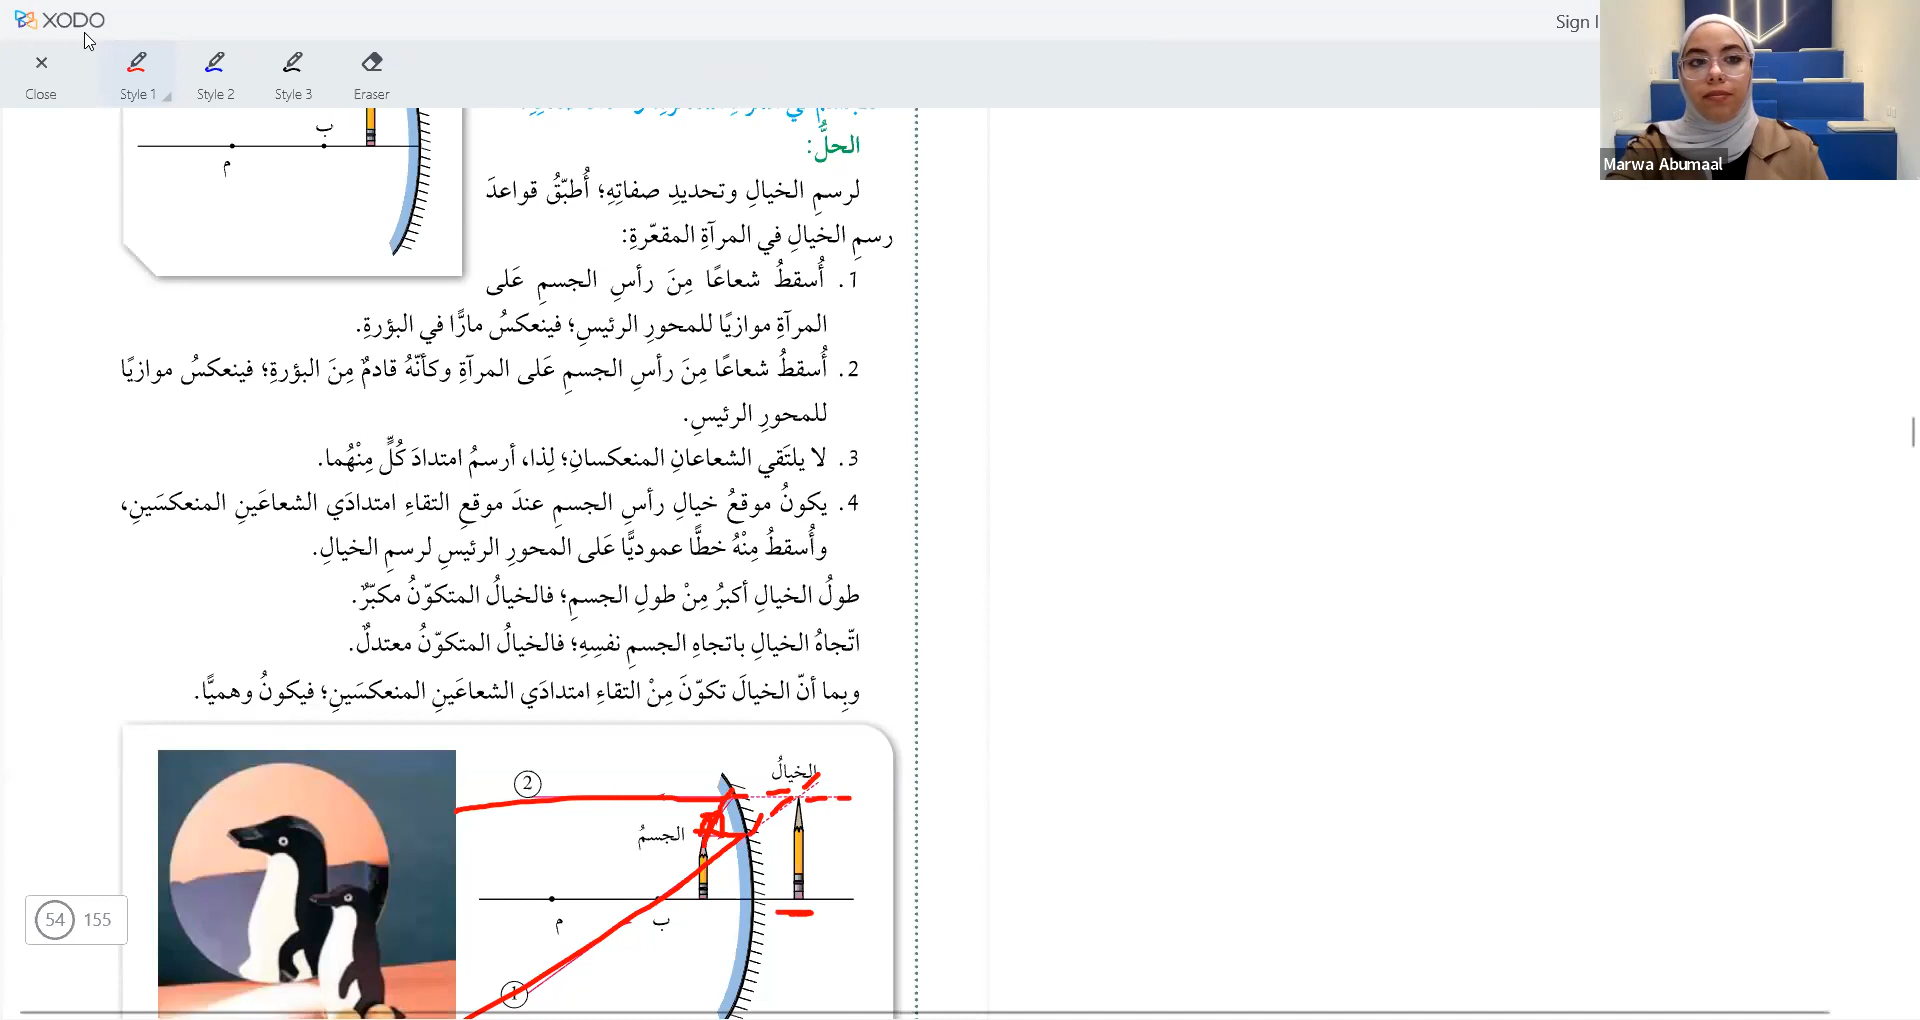 XODO
Sign I
Close
Style 1
Style 2
Style 3
Eraser
Marwa Abumaal
ب
م
الحلُّ:
لرسمِ الخيالِ وتحديدِ صفاتِهِ؛ أُطبّقُ قواعدَ
رسمِ الخيالِ في المرآةِ المقعّرةِ:
1. أُسقطُ شعاعًا مِنَ رأسِ الجسمِ عَلى
المرآةِ موازيًا للمحورِ الرئيسِ؛ فينعكسُ مارًّا في البؤرةِ.
2. أُسقطُ شعاعًا مِنَ رأسِ الجسمِ عَلى المرآةِ وكأنّهُ قادمٌ مِنَ البؤرةِ؛ فينعكسُ موازيًا
للمحورِ الرئيسِ.
3. لا يلتَقي الشعاعانِ المنعكسانِ؛ لِذا، أرسمُ امتدادَ كُلٍّ مِنْهُما.
4. يكونُ موقعُ خيالِ رأسِ الجسمِ عندَ موقعِ التقاءِ امتدادَي الشعاعَينِ المنعكسَينِ،
وأُسقطُ مِنْهُ خطًّا عموديًّا عَلى المحورِ الرئيسِ لرسمِ الخيالِ.
طولُ الخيالِ أكبرُ مِنْ طولِ الجسمِ؛ فالخيالُ المتكوّنُ مكبّرٌ.
اتّجاهُ الخيالِ باتجاهِ الجسمِ نفسِهِ؛ فالخيالُ المتكوّنُ معتدلٌ.
وبِما أنّ الخيالَ تكوّنَ مِنْ التقاءِ امتدادَي الشعاعَينِ المنعكسَينِ؛ فيكونُ وهميًّا.
الخيالُ
2
الجسمُ
ب
م
1
54 155